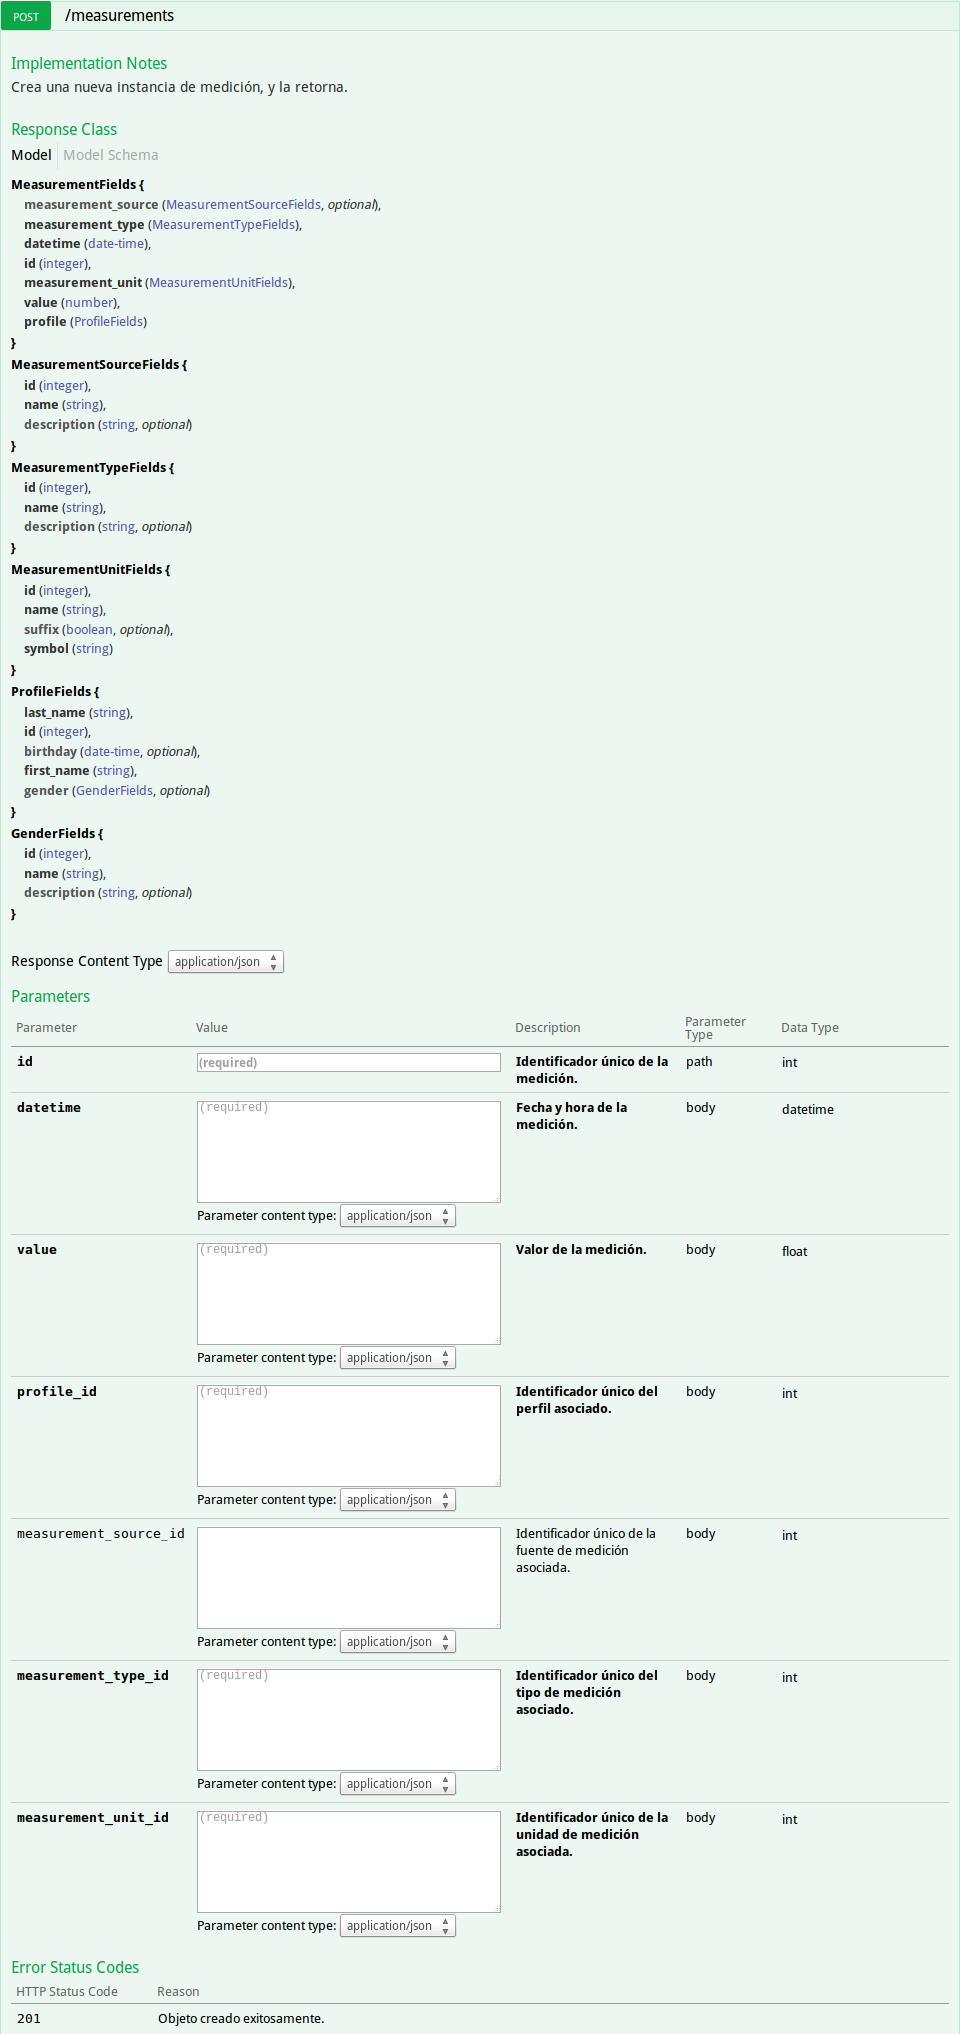 POST /measurements
Implementation Notes
Crea una nueva instancia de medición, y la retorna.
Response Class
Model Model Schema
MeasurementFields {
measurement_source (MeasurementSourceFields, optional),
measurement_type (MeasurementTypeFields),
datetime (date-time),
id (integer),
measurement_unit (MeasurementUnitFields),
value (number),
profile (ProfileFields)
}
MeasurementSourceFields {
id (integer),
name (string),
description (string, optional)
}
MeasurementTypeFields {
id (integer),
name (string),
description (string, optional)
}
MeasurementUnitFields {
id (integer),
name (string),
suffix (boolean, optional),
symbol (string)
}
ProfileFields {
last_name (string),
id (integer),
birthday (date-time, optional),
first_name (string),
gender (GenderFields, optional)
}
GenderFields {
id (integer),
name (string),
description (string, optional)
}
Response Content Type application/json
Parameters
Parameter Value Description Parameter Type Data Type
id (required) Identificador único de la path int
medición.
datetime (required) Fecha y hora de la body datetime
medición.
Parameter content type: application/json
value (required) Valor de la medición. body float
Parameter content type: application/json
profile_id (required) Identificador único del body int
perfil asociado.
Parameter content type: application/json
measurement_source_id Identificador único de la body int
fuente de medición
asociada.
Parameter content type: application/json
measurement_type_id (required) Identificador único del body int
tipo de medición
asociado.
Parameter content type: application/json
measurement_unit_id (required) Identificador único de la body int
unidad de medición
asociada.
Parameter content type: application/json
Error Status Codes
HTTP Status Code Reason
201 Objeto creado exitosamente.